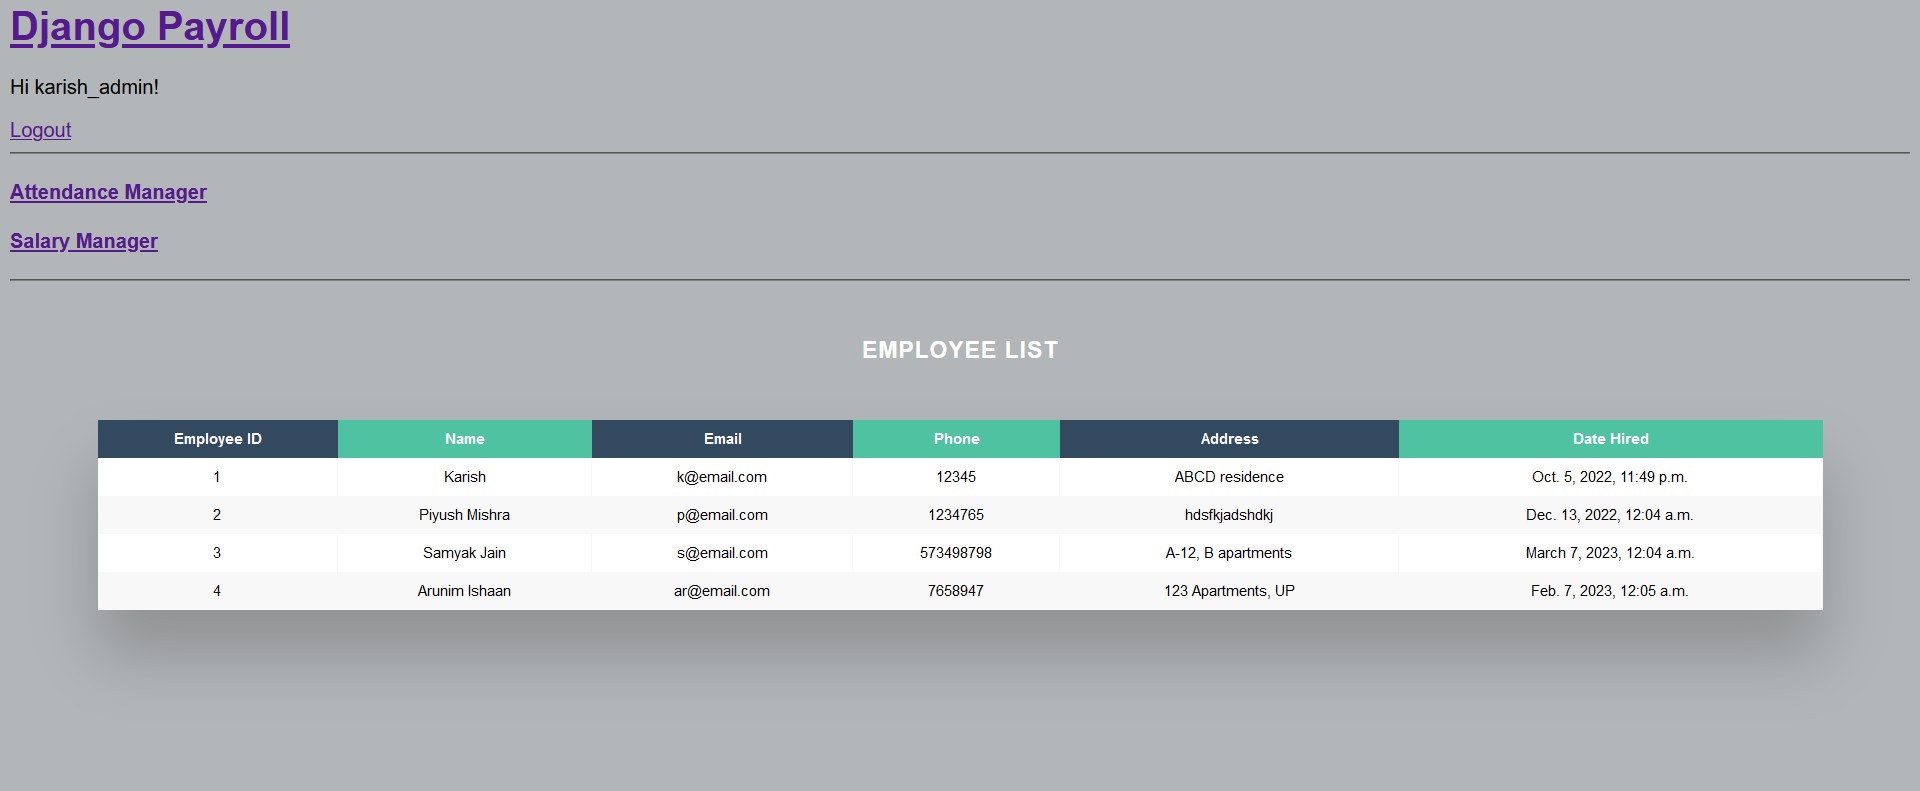 Django Payroll
Hi karish_admin!
Logout
Attendance Manager
Salary Manager
EMPLOYEE LIST
Employee ID Name Email Phone Address Date Hired
1 Karish k@email.com 12345 ABCD residence Oct. 5, 2022, 11:49 p.m.
2 Piyush Mishra p@email.com 1234765 hdsfkjadshdkj Dec. 13, 2022, 12:04 a.m.
3 Samyak Jain s@email.com 573498798 A-12, B apartments March 7, 2023, 12:04 a.m.
4 Arunim Ishaan ar@email.com 7658947 123 Apartments, UP Feb. 7, 2023, 12:05 a.m.